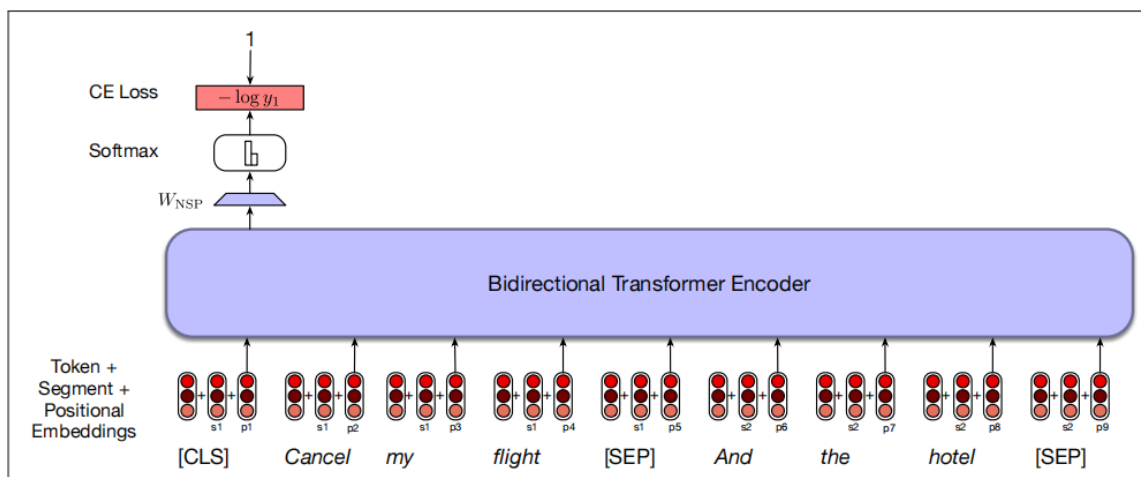 1
CE Loss
− log y₁
Softmax
W_NSP
Bidirectional Transformer Encoder
Token +
Segment +
Positional
Embeddings
+ + + + + + + + + + + + + + + + + +
s1 p1 s1 p2 s1 p3 s1 p4 s1 p5 s2 p6 s2 p7 s2 p8 s2 p9
[CLS] Cancel my flight [SEP] And the hotel [SEP]